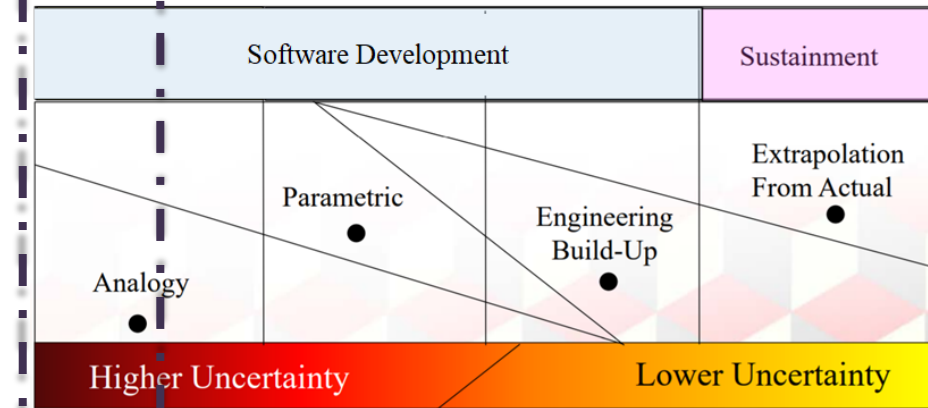 Software Development
Sustainment
Extrapolation
From Actual
Parametric
Engineering
Build-Up
Analogy
Higher Uncertainty
Lower Uncertainty